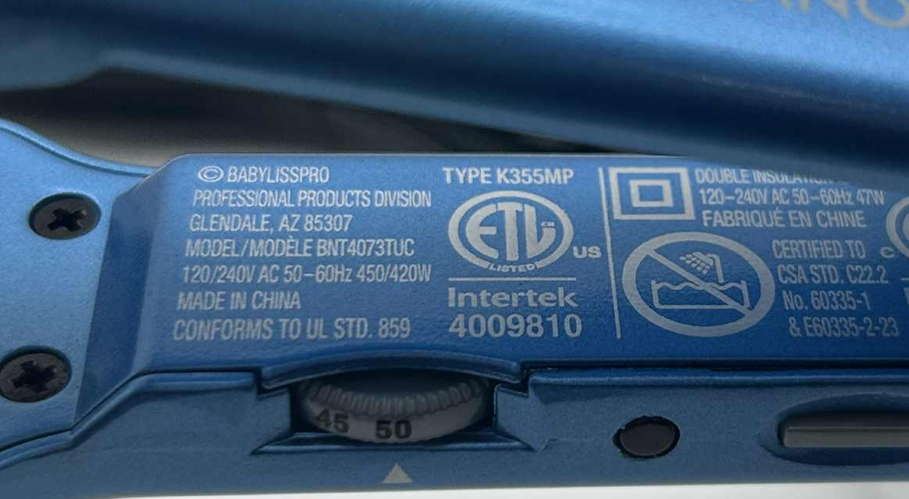 © BABYLISSPRO
PROFESSIONAL PRODUCTS DIVISION
GLENDALE, AZ 85307
MODEL/MODÈLE BNT4073TUC
120/240V AC 50–60Hz 450/420W
MADE IN CHINA
CONFORMS TO UL STD. 859
TYPE K355MP
ETL
LISTED
US
Intertek
4009810
DOUBLE
120–240V AC 50–60Hz 47W
FABRIQUÉ EN CHINE
CERTIFIED TO
CSA STD. C22.2
No. 60335-1
& E60335-2-23
C
45 50